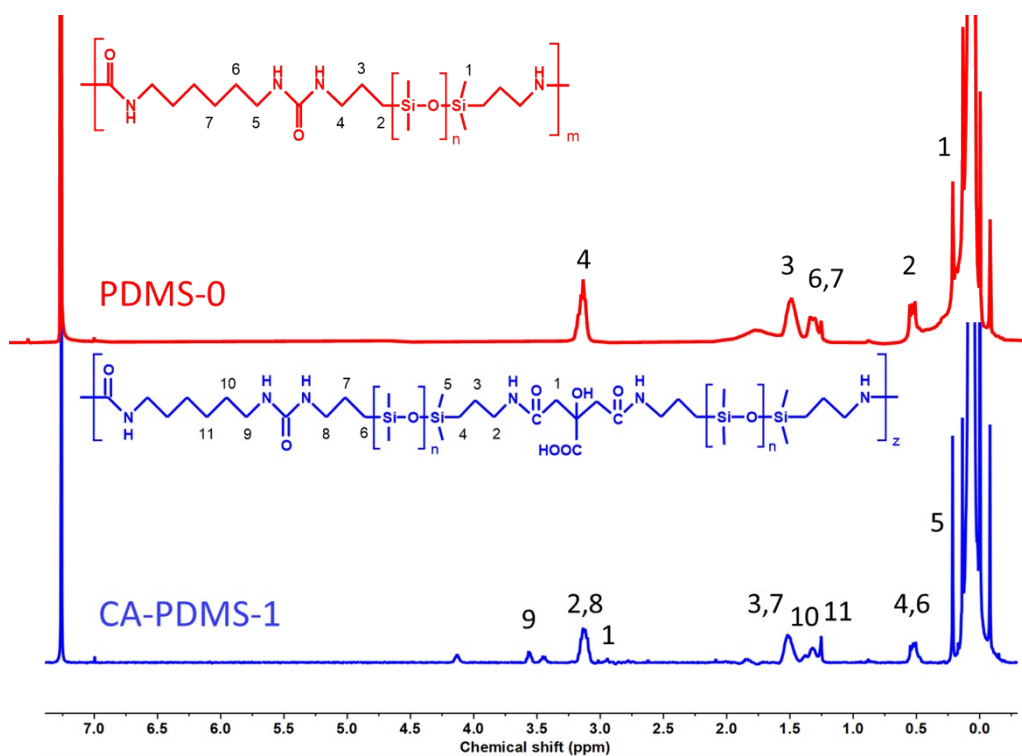 O
H
N
H
N
O
N
H
6
7
5
4
3
2
1
Si
O
Si
n
H
N
m
1
4
3
6,7
2
PDMS-0
O
N
H
10
11
9
H
N
O
H
N
8
7
6
Si
O
Si
n
5
4
3
2
H
N
O
C
1
OH
HOOC
O
C
H
N
Si
O
Si
n
H
N
z
5
CA-PDMS-1
9
2,8
1
3,7
10
11
4,6
7.0 6.5 6.0 5.5 5.0 4.5 4.0 3.5 3.0 2.5 2.0 1.5 1.0 0.5 0.0
Chemical shift (ppm)